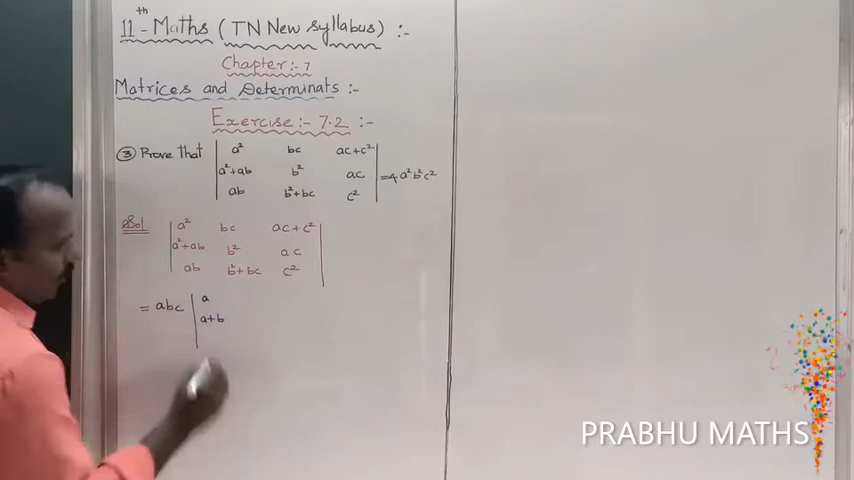 11th - Maths (TN New syllabus) :-
Chapter :- 7
Matrices and Determinats :-
Exercise :- 7.2 :-
③ Prove that | a² bc ac+c² |
| a²+ab b² ac | = 4a²b²c²
| ab b²+bc c² |
Sol | a² bc ac+c² |
| a²+ab b² ac |
| ab b²+bc c² |
= abc | a
| a+b
PRABHU MATHS